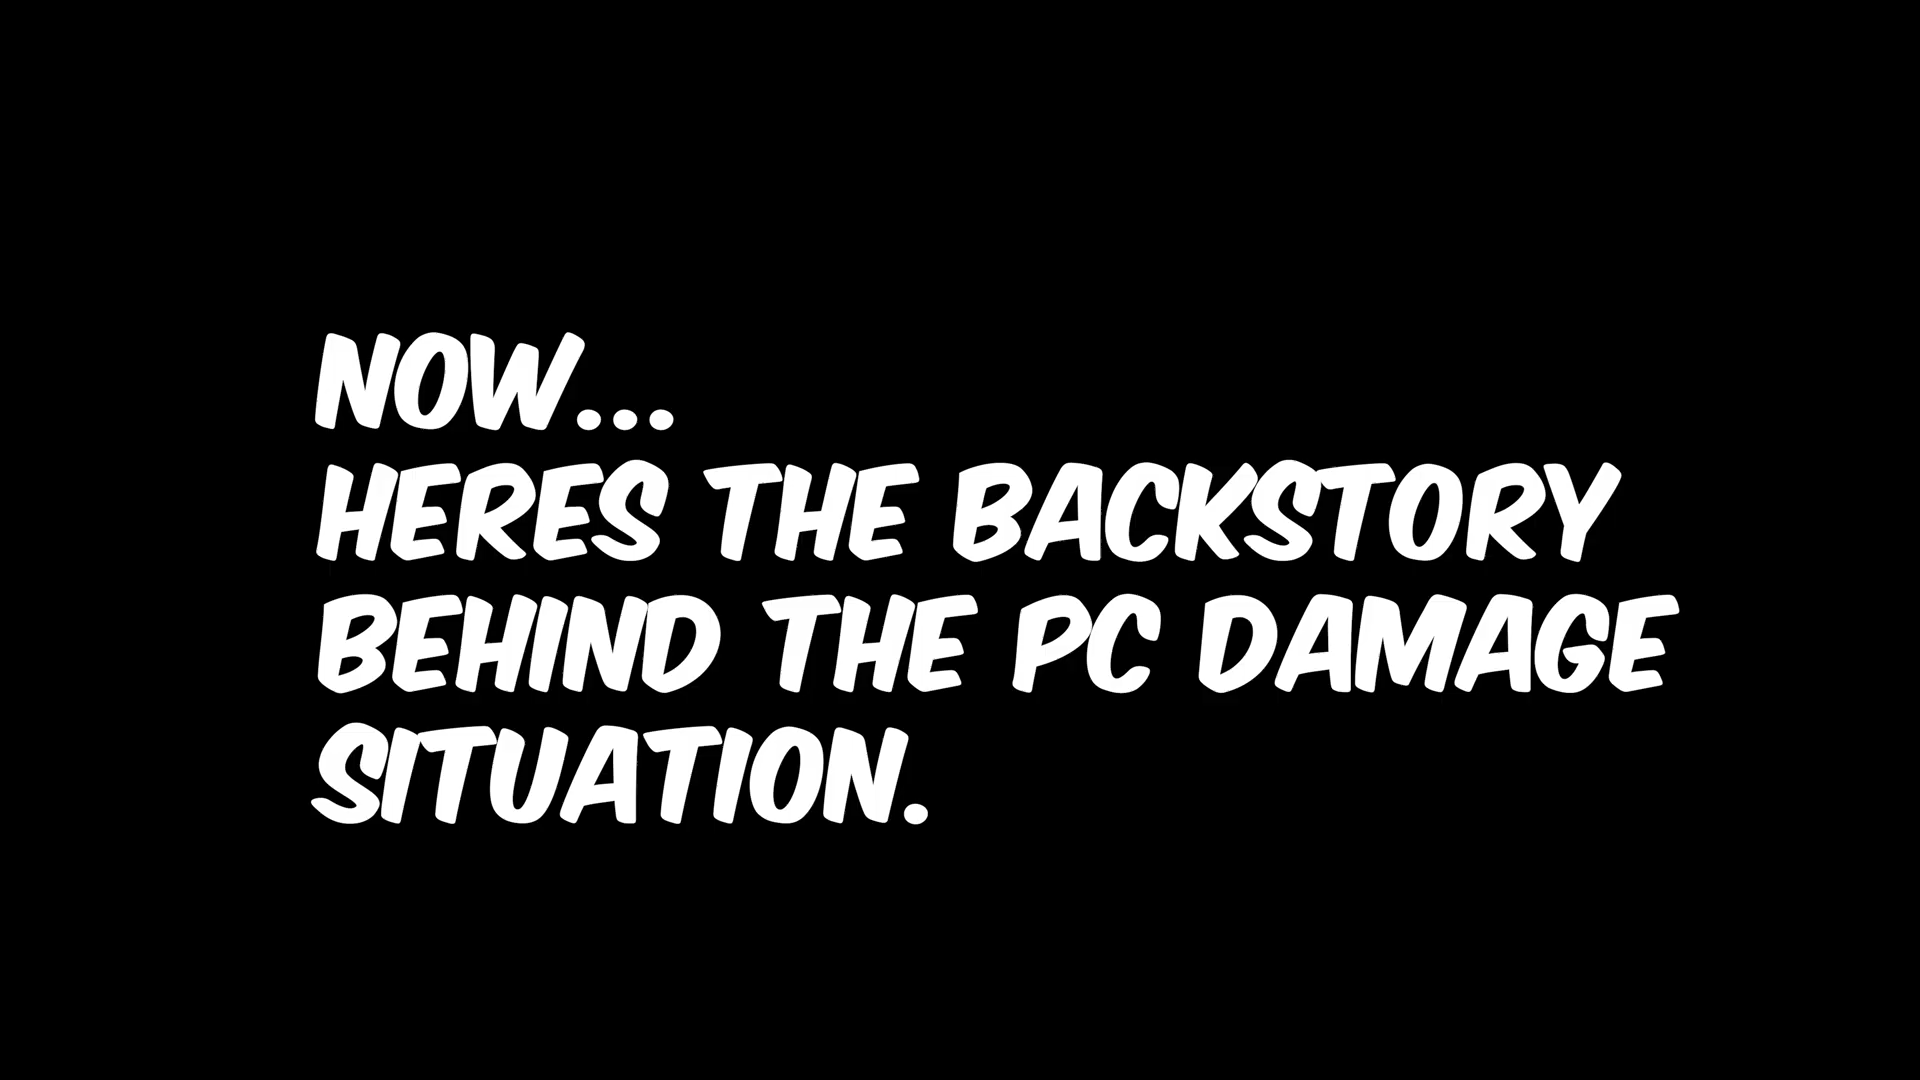 NOW...
HERES THE BACKSTORY
BEHIND THE PC DAMAGE
SITUATION.